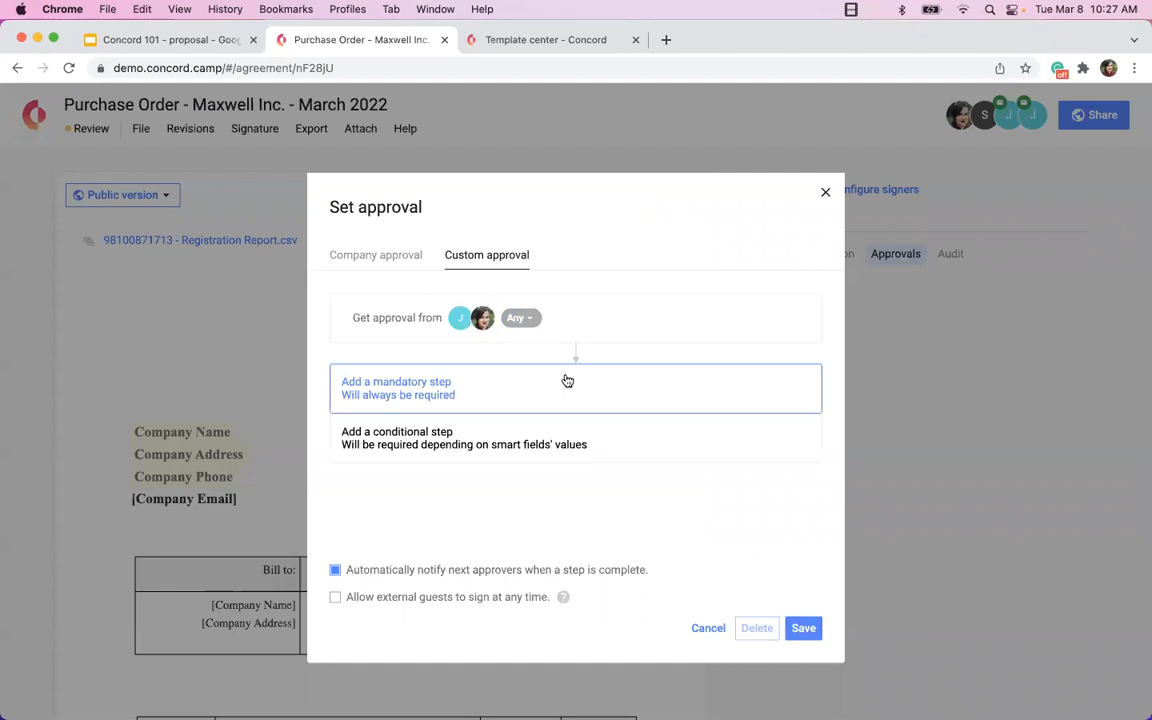 Chrome File Edit View History Bookmarks Profiles Tab Window Help Tue Mar 8 10:27 AM
Concord 101 - proposal - Goo Purchase Order - Maxwell Inc. Template center - Concord
demo.concord.camp/#/agreement/nF28jU off
Purchase Order - Maxwell Inc. - March 2022
Review File Revisions Signature Export Attach Help
S J J Share
Public version
nfigure signers
98100871713 - Registration Report.csv
on Approvals Audit
Set approval
Company approval Custom approval
Get approval from J Any
Add a mandatory step
Will always be required
Add a conditional step
Will be required depending on smart fields' values
Automatically notify next approvers when a step is complete.
Allow external guests to sign at any time. ?
Cancel Delete Save
Company Name
Company Address
Company Phone
[Company Email]
Bill to:
[Company Name]
[Company Address]